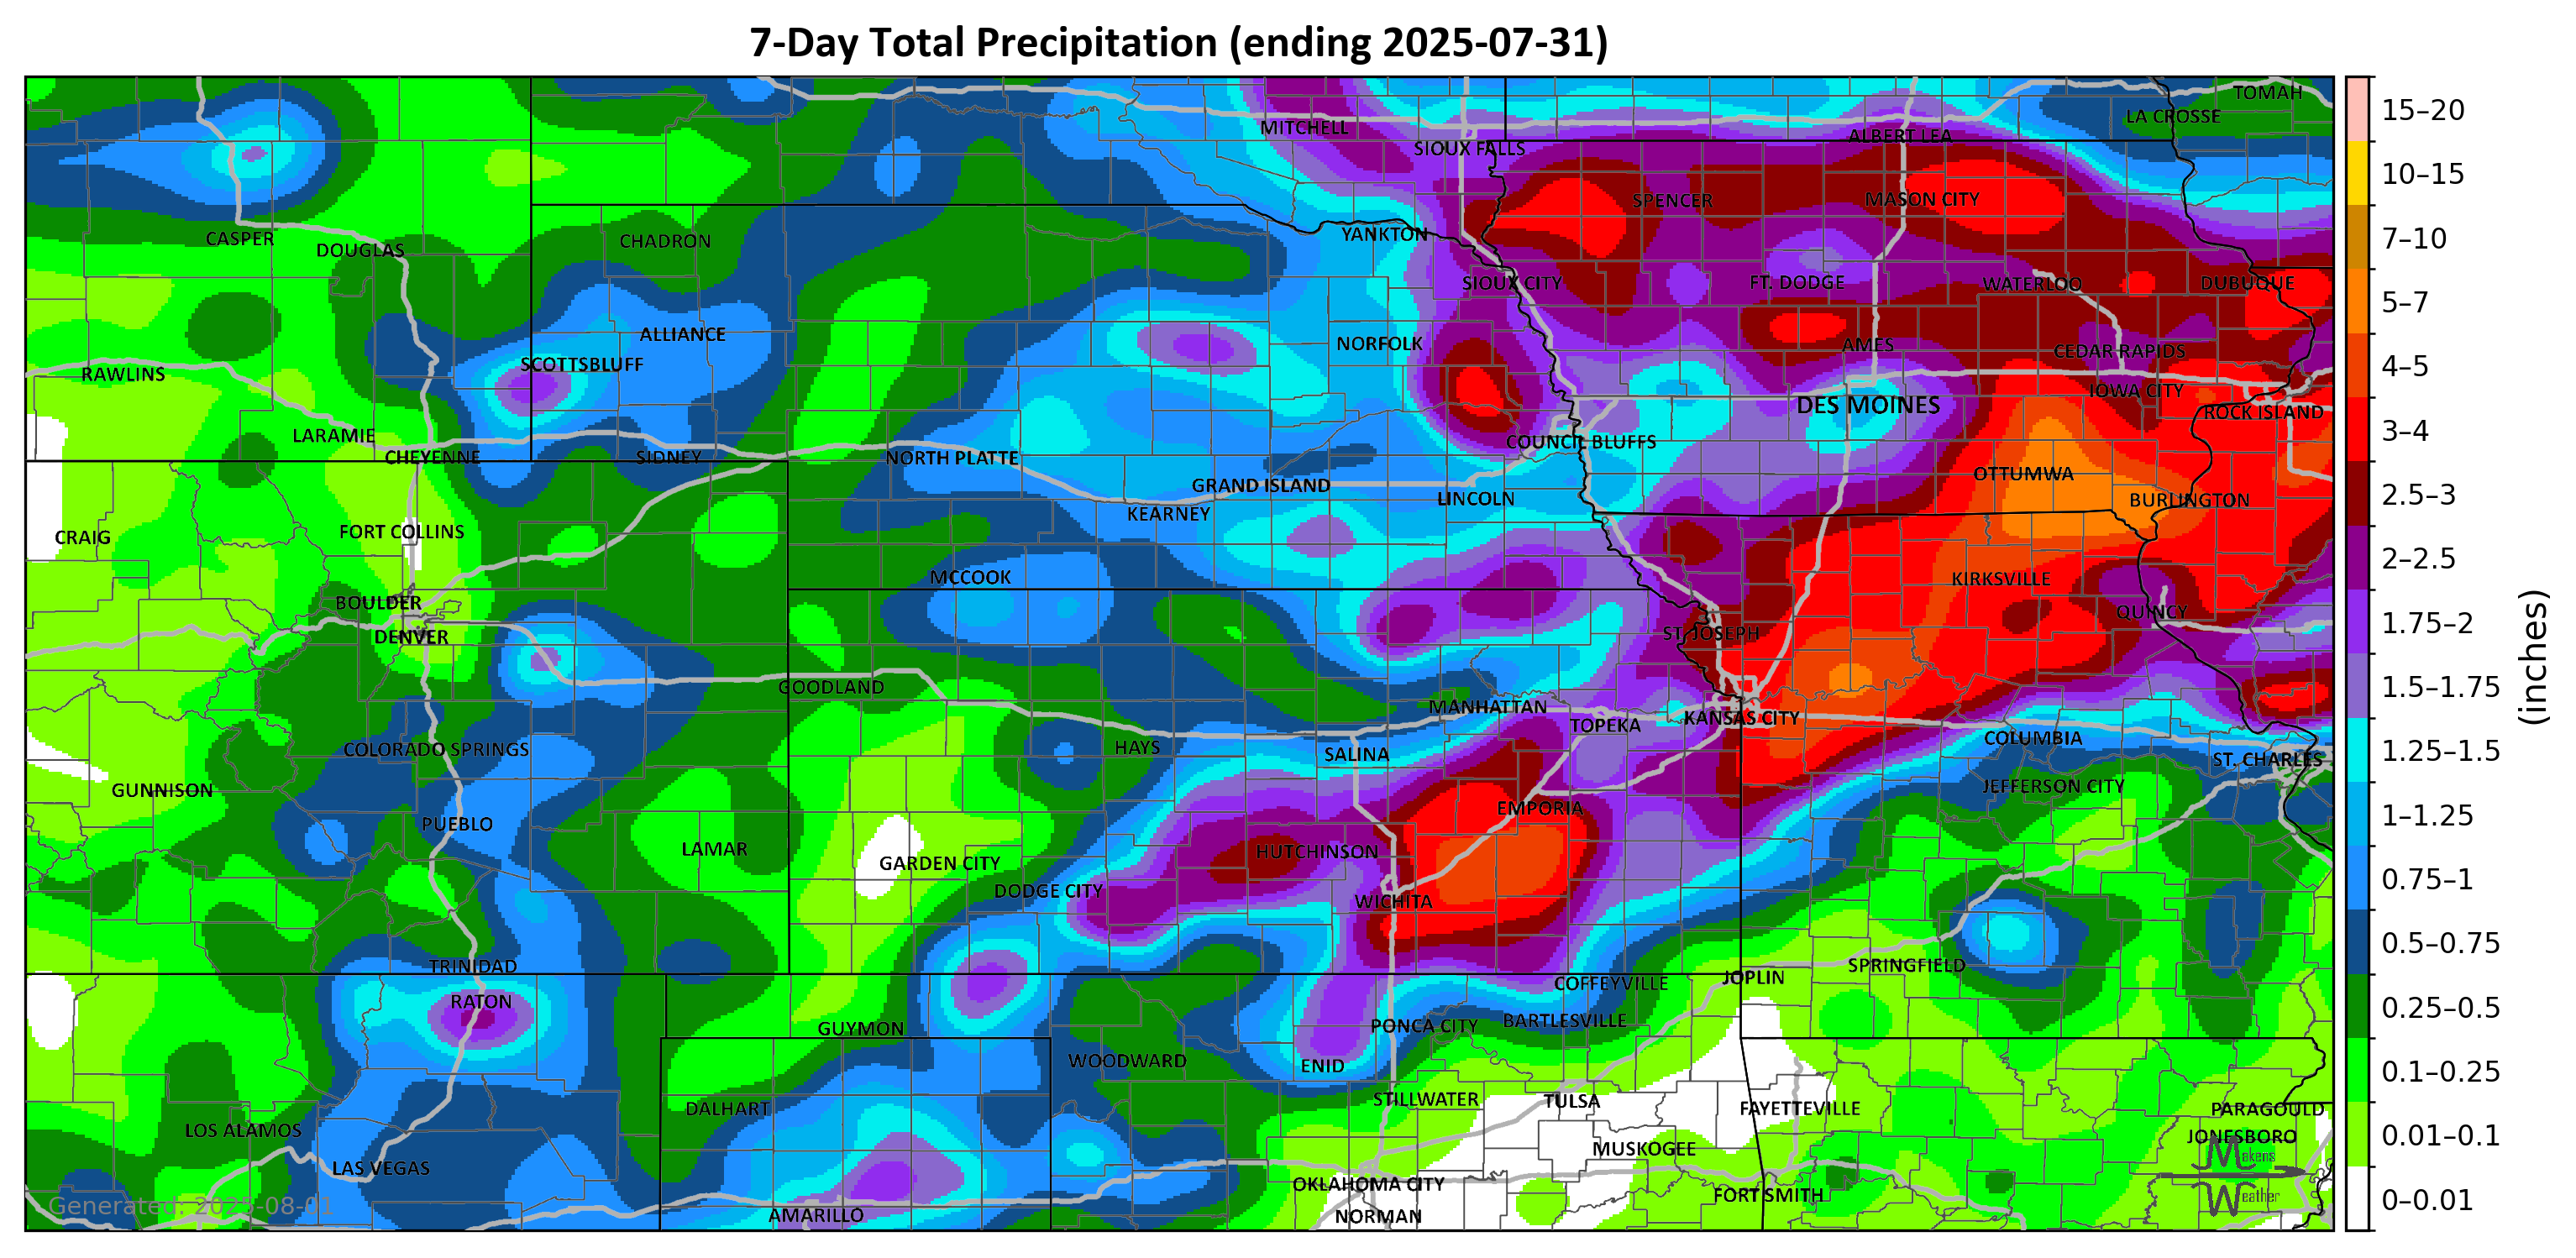 7-Day Total Precipitation (ending 2025-07-31)
TOMAH
LA CROSSE
MITCHELL
ALBERT LEA
SIOUX FALLS
SPENCER
MASON CITY
YANKTON
CASPER
DOUGLAS
CHADRON
SIOUX CITY
FT. DODGE
WATERLOO
DUBUQUE
ALLIANCE
NORFOLK
AMES
CEDAR RAPIDS
SCOTTSBLUFF
RAWLINS
IOWA CITY
DES MOINES
ROCK ISLAND
LARAMIE
COUNCIL BLUFFS
CHEYENNE
SIDNEY
NORTH PLATTE
OTTUMWA
GRAND ISLAND
LINCOLN
BURLINGTON
KEARNEY
CRAIG
FORT COLLINS
MCCOOK
KIRKSVILLE
BOULDER
QUINCY
DENVER
ST. JOSEPH
GOODLAND
MANHATTAN
TOPEKA
KANSAS CITY
COLORADO SPRINGS
HAYS
SALINA
COLUMBIA
ST. CHARLES
GUNNISON
JEFFERSON CITY
PUEBLO
EMPORIA
LAMAR
GARDEN CITY
HUTCHINSON
DODGE CITY
WICHITA
TRINIDAD
SPRINGFIELD
COFFEYVILLE
JOPLIN
RATON
GUYMON
PONCA CITY
BARTLESVILLE
WOODWARD
ENID
DALHART
STILLWATER
TULSA
FAYETTEVILLE
PARAGOULD
LOS ALAMOS
JONESBORO
MUSKOGEE
LAS VEGAS
OKLAHOMA CITY
FORT SMITH
AMARILLO
NORMAN
Makens
Weather
Generated: 2025-08-01
15–20
10–15
7–10
5–7
4–5
3–4
2.5–3
2–2.5
1.75–2
1.5–1.75
1.25–1.5
1–1.25
0.75–1
0.5–0.75
0.25–0.5
0.1–0.25
0.01–0.1
0–0.01
(inches)